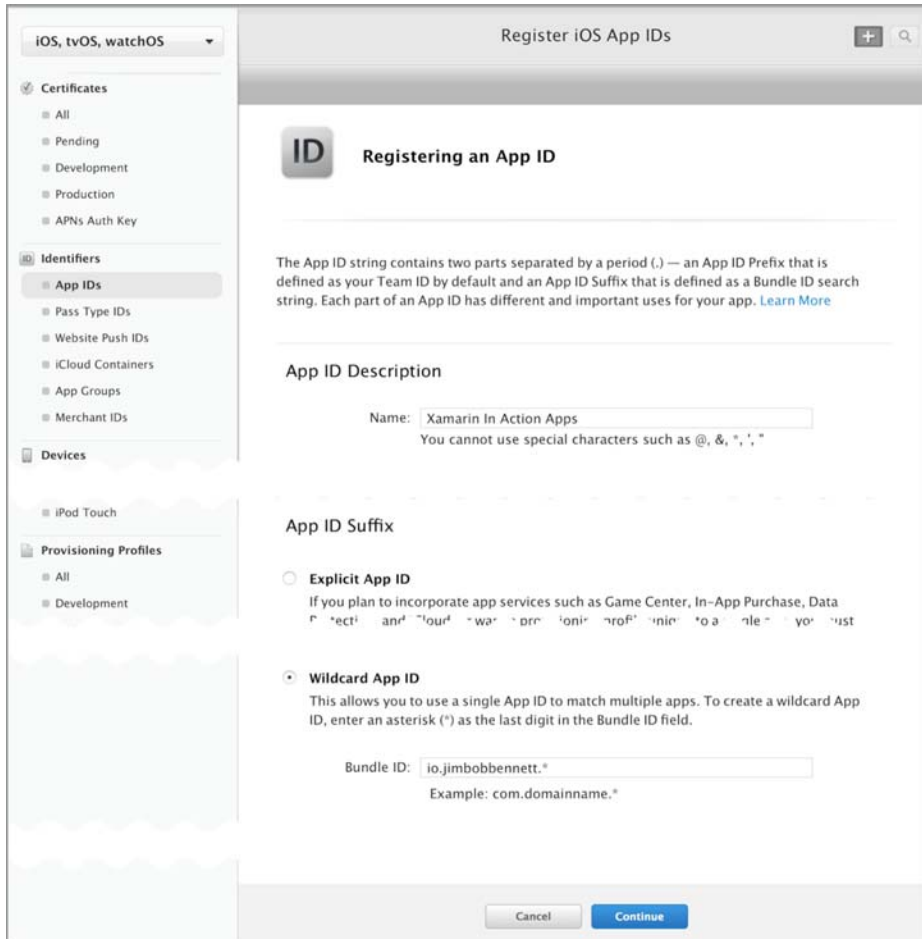 iOS, tvOS, watchOS
Register iOS App IDs
Certificates
All
Pending
Development
Production
APNs Auth Key
ID Identifiers
App IDs
Pass Type IDs
Website Push IDs
iCloud Containers
App Groups
Merchant IDs
Devices
iPod Touch
Provisioning Profiles
All
Development
ID Registering an App ID
The App ID string contains two parts separated by a period (.) — an App ID Prefix that is
defined as your Team ID by default and an App ID Suffix that is defined as a Bundle ID search
string. Each part of an App ID has different and important uses for your app. Learn More
App ID Description
Name: Xamarin In Action Apps
You cannot use special characters such as @, &, *, ', "
App ID Suffix
Explicit App ID
If you plan to incorporate app services such as Game Center, In-App Purchase, Data
Wildcard App ID
This allows you to use a single App ID to match multiple apps. To create a wildcard App
ID, enter an asterisk (*) as the last digit in the Bundle ID field.
Bundle ID: io.jimbobbennett.*
Example: com.domainname.*
Cancel Continue